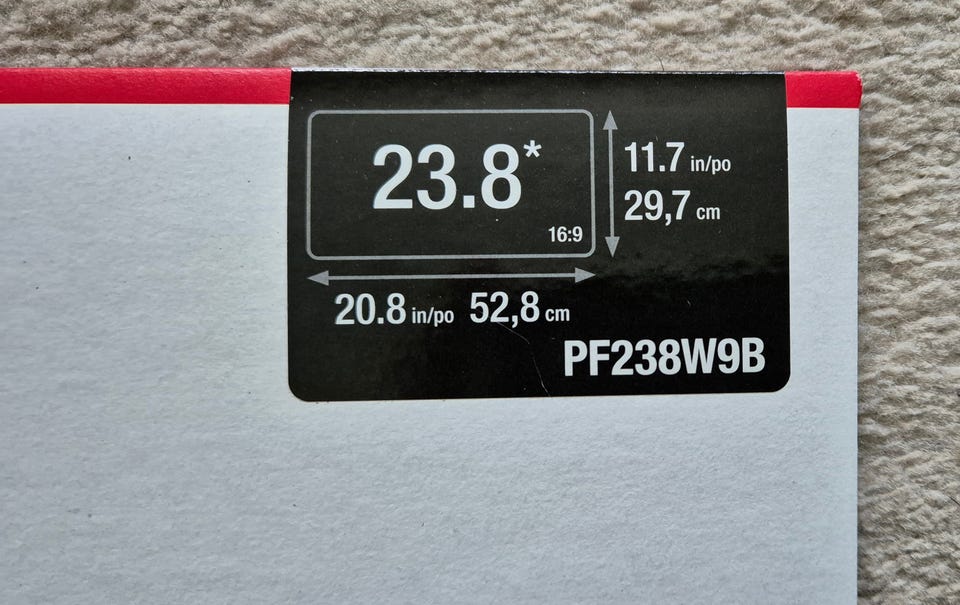 23.8*
16:9
11.7 in/po
29,7 cm
20.8 in/po 52,8 cm
PF238W9B